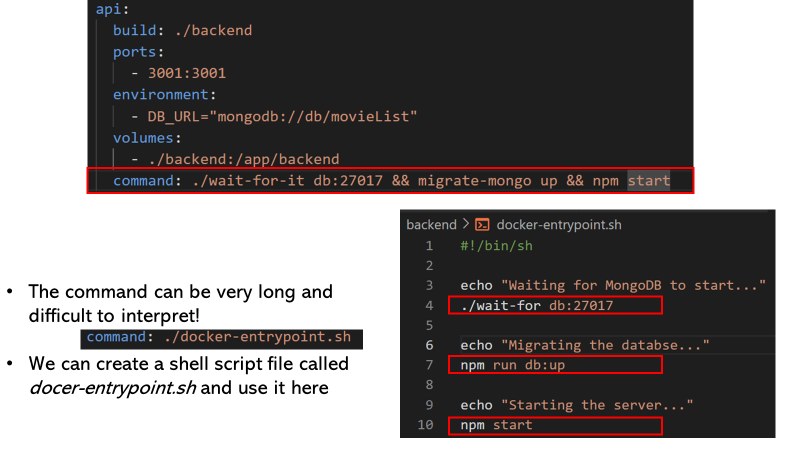 api:
build: ./backend
ports:
- 3001:3001
environment:
- DB_URL="mongodb://db/movieList"
volumes:
- ./backend:/app/backend
command: ./wait-for-it db:27017 && migrate-mongo up && npm start
• The command can be very long and
difficult to interpret!
command: ./docker-entrypoint.sh
• We can create a shell script file called
docer-entrypoint.sh and use it here
backend > docker-entrypoint.sh
1 #!/bin/sh
2
3 echo "Waiting for MongoDB to start..."
4 ./wait-for db:27017
5
6 echo "Migrating the databse..."
7 npm run db:up
8
9 echo "Starting the server..."
10 npm start